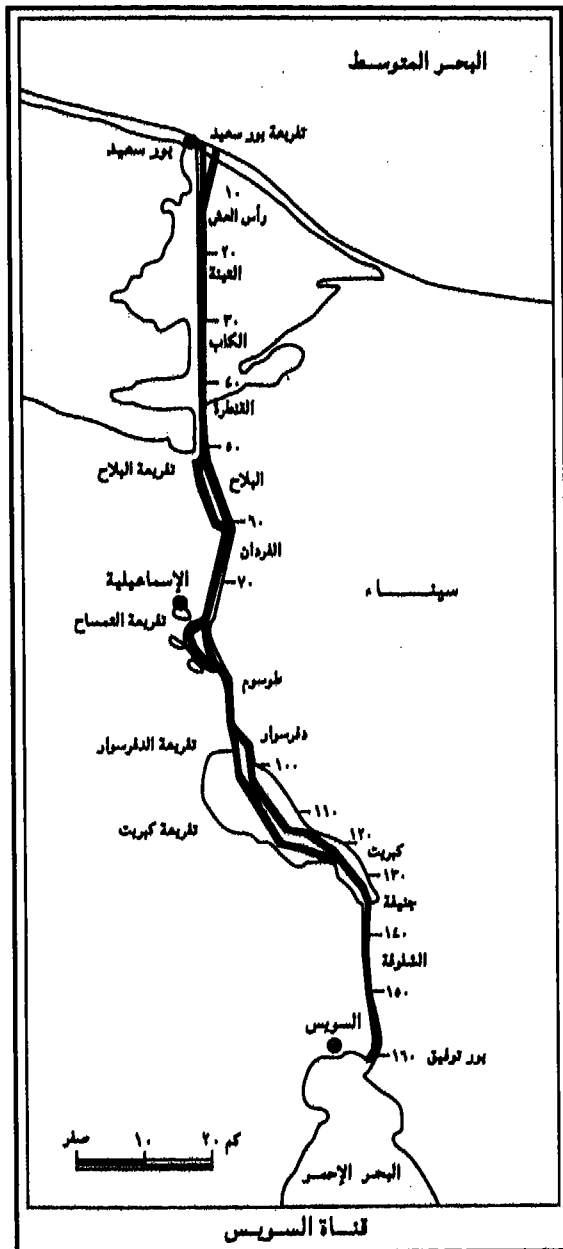 البحر المتوسط
تفريعة بور سعيد
بور سعيد
١٠
رأس العش
٢٠
التينة
٣٠
الكاب
٤٠
القنطرة
٥٠
تفريعة البلاح
البلاح
٦٠
الفردان
٧٠
الإسماعيلية
سيناء
تفريعة التمساح
طوسوم
دفرسوار
تفريعة الدفرسوار
١٠٠
١١٠
تفريعة كبريت
١٢٠
كبريت
١٣٠
جنيفة
١٤٠
الشلوفة
١٥٠
السويس
١٦٠ بور توفيق
صفر ١٠ ٢٠ كم
البحر الإحمر
قناة السويس